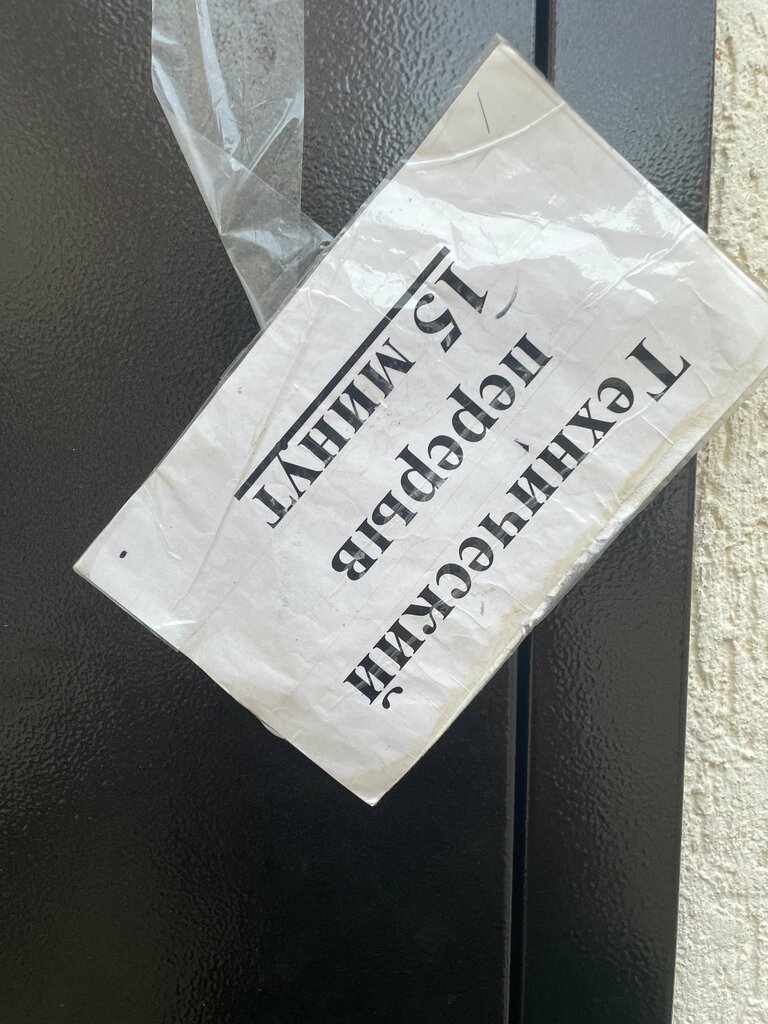 Технический
перерыв
15 минут